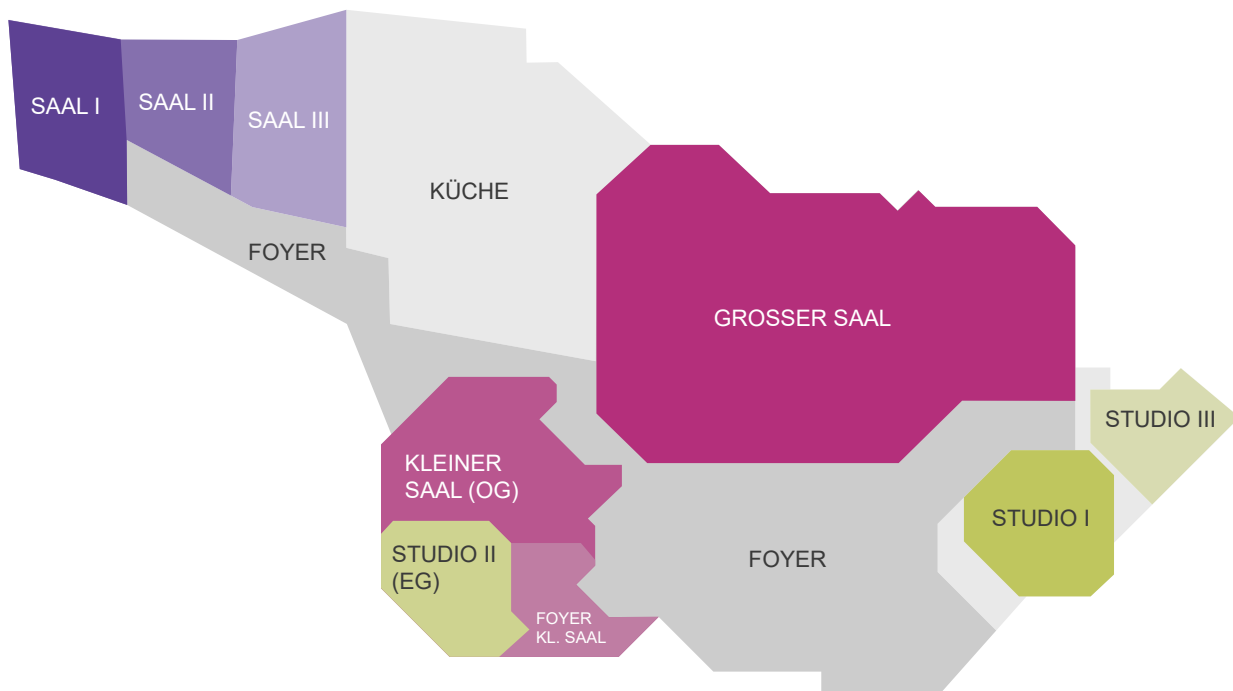 SAAL I
SAAL II
SAAL III
KÜCHE
FOYER
GROSSER SAAL
STUDIO III
KLEINER
SAAL (OG)
STUDIO I
STUDIO II
(EG)
FOYER
FOYER
KL. SAAL